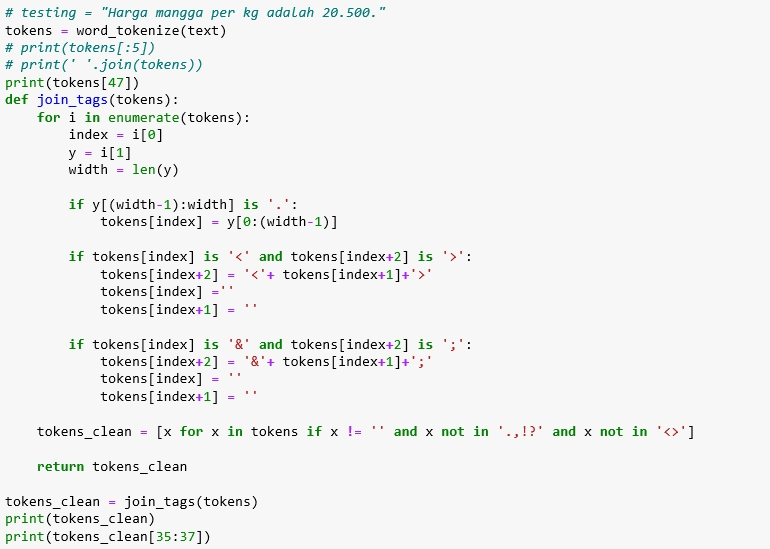 # testing = "Harga mangga per kg adalah 20.500."
tokens = word_tokenize(text)
# print(tokens[:5])
# print(' '.join(tokens))
print(tokens[47])
def join_tags(tokens):
    for i in enumerate(tokens):
        index = i[0]
        y = i[1]
        width = len(y)

        if y[(width-1):width] is '.':
            tokens[index] = y[0:(width-1)]

        if tokens[index] is '<' and tokens[index+2] is '>':
            tokens[index+2] = '<'+ tokens[index+1]+'>'
            tokens[index] =''
            tokens[index+1] = ''

        if tokens[index] is '&' and tokens[index+2] is ';':
            tokens[index+2] = '&'+ tokens[index+1]+';'
            tokens[index] = ''
            tokens[index+1] = ''

    tokens_clean = [x for x in tokens if x != '' and x not in '.,!?' and x not in '<>']

    return tokens_clean

tokens_clean = join_tags(tokens)
print(tokens_clean)
print(tokens_clean[35:37])